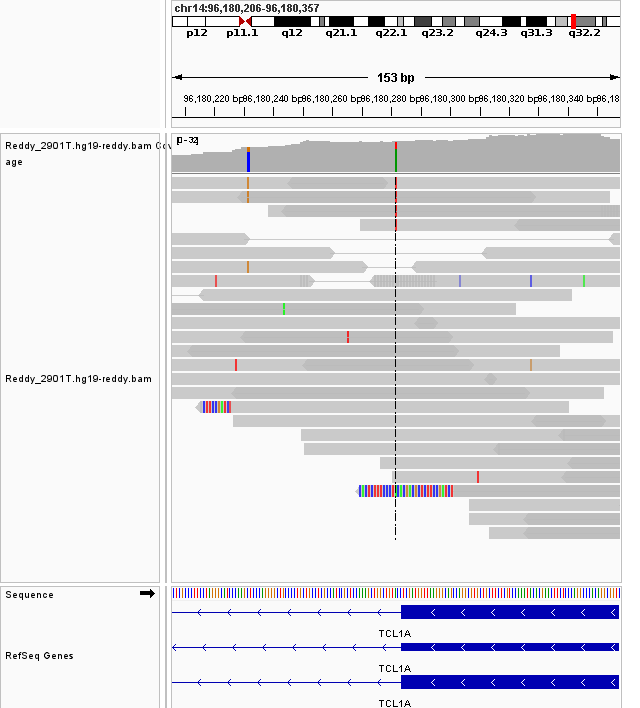 chr14:96,180,206-96,180,357
p12 p11.1 q12 q21.1 q22.1 q23.2 q24.3 q31.3 q32.2
153 bp
96,180,220 bp 96,180,240 bp 96,180,260 bp 96,180,280 bp 96,180,300 bp 96,180,320 bp 96,180,340 bp 96,18
Reddy_2901T.hg19-reddy.bam Cov
age
[0 - 32]
Reddy_2901T.hg19-reddy.bam
Sequence
TCL1A
RefSeq Genes
TCL1A
TCL1A